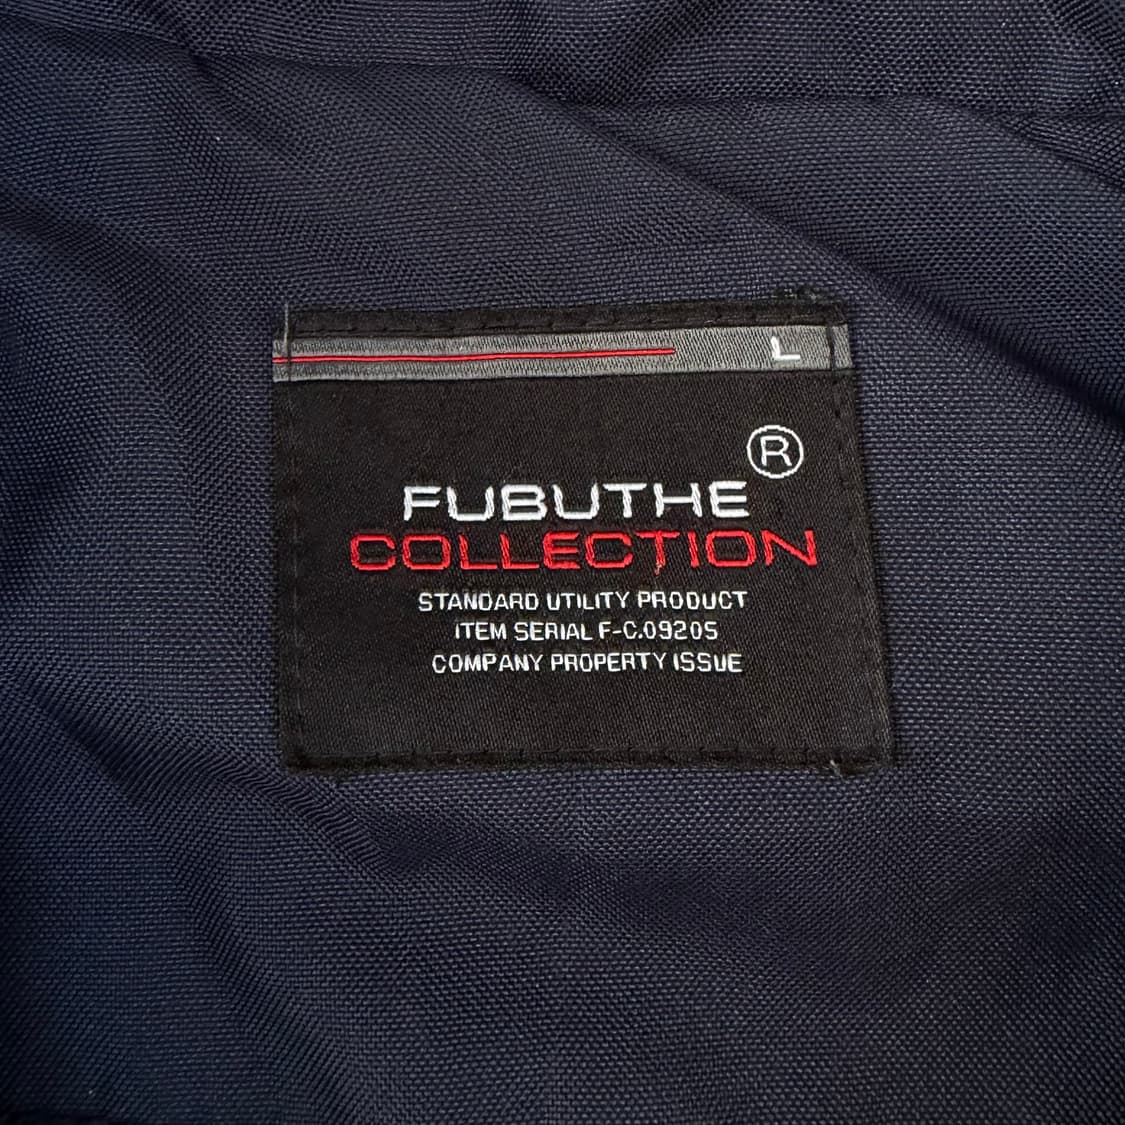 L
®
FUBUTHE
COLLECTION
STANDARD UTILITY PRODUCT
ITEM SERIAL F-C.09205
COMPANY PROPERTY ISSUE